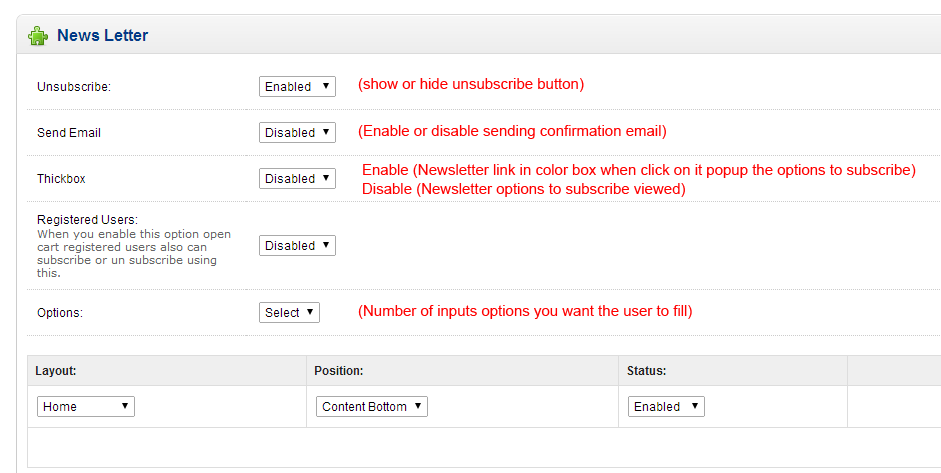 News Letter
Unsubscribe: Enabled (show or hide unsubscribe button)
Send Email Disabled (Enable or disable sending confirmation email)
Thickbox Disabled Enable (Newsletter link in color box when click on it popup the options to subscribe)
Disable (Newsletter options to subscribe viewed)
Registered Users:
When you enable this option open
cart registered users also can
subscribe or un subscribe using
this.
Disabled
Options: Select (Number of inputs options you want the user to fill)
Layout: Position: Status:
Home Content Bottom Enabled